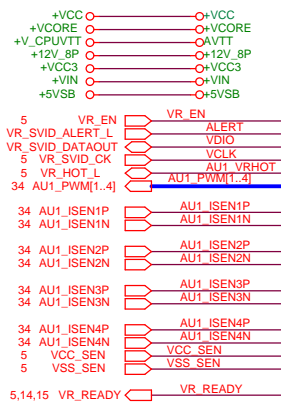 +VCC +VCC
+VCORE +VCORE
+V_CPUVTT AVTT
+12V_8P +12V_8P
+VCC3 +VCC3
+VIN +VIN
+5VSB +5VSB
5 VR_EN VR_EN
VR_SVID_ALERT_L ALERT
VR_SVID_DATAOUT VDIO
5 VR_SVID_CK VCLK
5 VR_HOT_L AU1_VRHOT
34 AU1_PWM[1..4] AU1_PWM[1..4]
34 AU1_ISEN1P AU1_ISEN1P
34 AU1_ISEN1N AU1_ISEN1N
34 AU1_ISEN2P AU1_ISEN2P
34 AU1_ISEN2N AU1_ISEN2N
34 AU1_ISEN3P AU1_ISEN3P
34 AU1_ISEN3N AU1_ISEN3N
34 AU1_ISEN4P AU1_ISEN4P
34 AU1_ISEN4N AU1_ISEN4N
5 VCC_SEN VCC_SEN
5 VSS_SEN VSS_SEN
5,14,15 VR_READY VR_READY